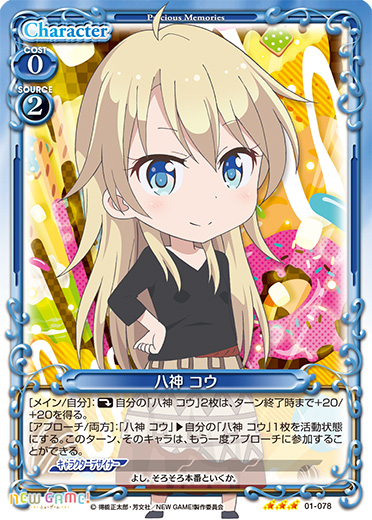 Precious Memories
Character
COST
0
SOURCE
2
八神 コウ
[メイン/自分]:自分の「八神 コウ」2枚は、ターン終了時まで+20/
+20を得る。
[アプローチ/両方]:「八神 コウ」▶自分の「八神 コウ」1枚を活動状態
にする。このターン、そのキャラは、もう一度アプローチに参加すること
ができる。
キャラクターデザイナー
よし、そろそろ本番といくか。
NEW GAME!
★★★ 01-078
© 得能正太郎・芳文社/NEW GAME!製作委員会